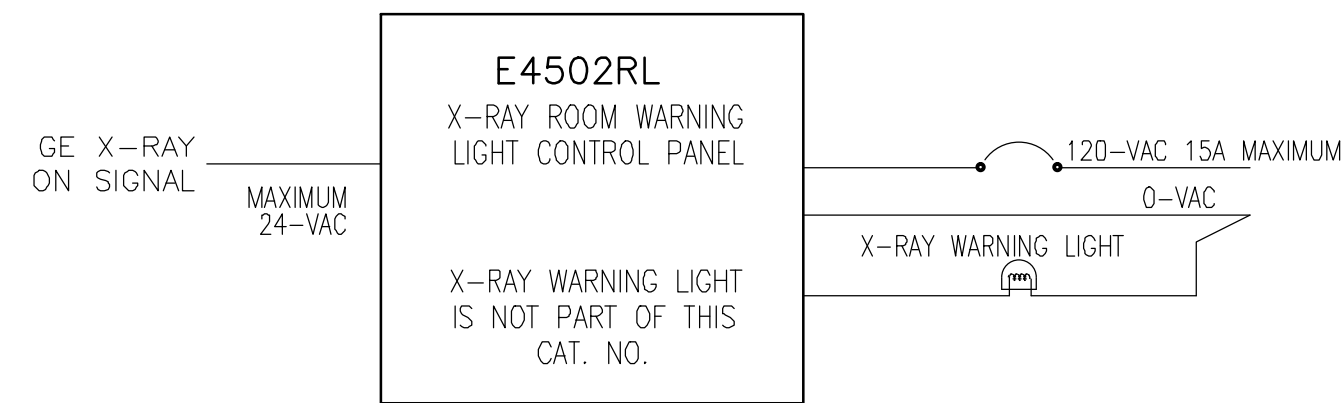 E4502RL
X-RAY ROOM WARNING
LIGHT CONTROL PANEL
GE X-RAY
ON SIGNAL
MAXIMUM
24-VAC
120-VAC 15A MAXIMUM
0-VAC
X-RAY WARNING LIGHT
X-RAY WARNING LIGHT
IS NOT PART OF THIS
CAT. NO.